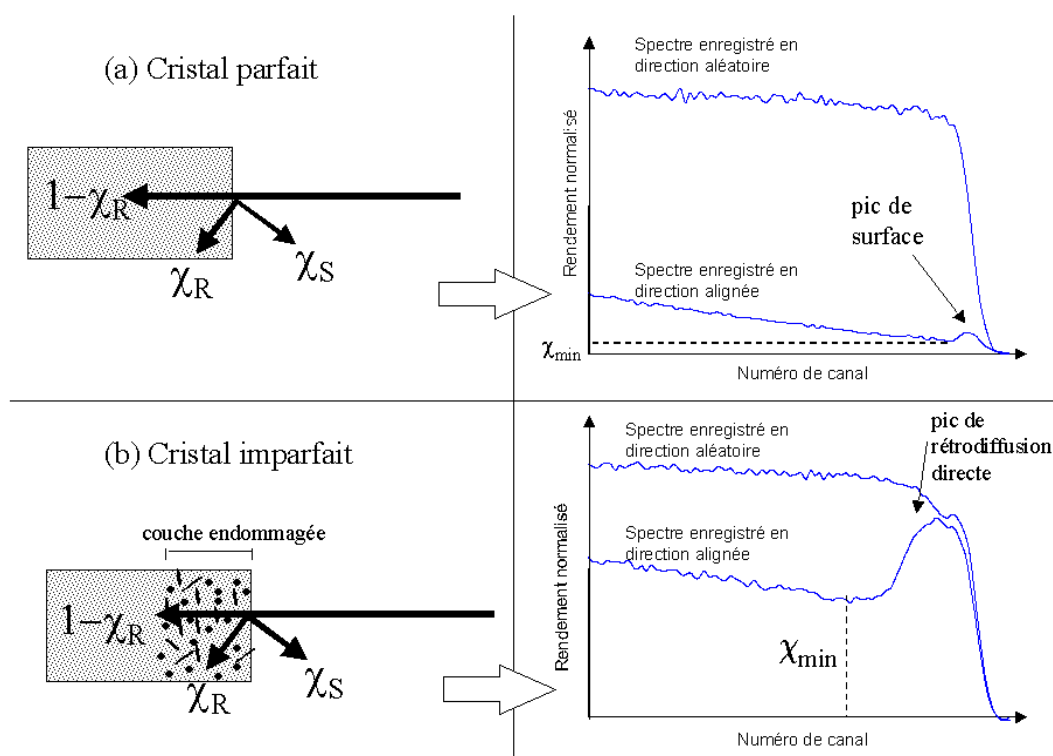 (a) Cristal parfait
1−χR
χR
χS
Spectre enregistré en
direction aléatoire
Rendement normalisé
pic de
surface
Spectre enregistré en
direction alignée
χmin
Numéro de canal
(b) Cristal imparfait
couche endommagée
1−χR
χR
χS
Spectre enregistré en
direction aléatoire
pic de
rétrodiffusion
directe
Rendement normalisé
Spectre enregistré en
direction alignée
χmin
Numéro de canal